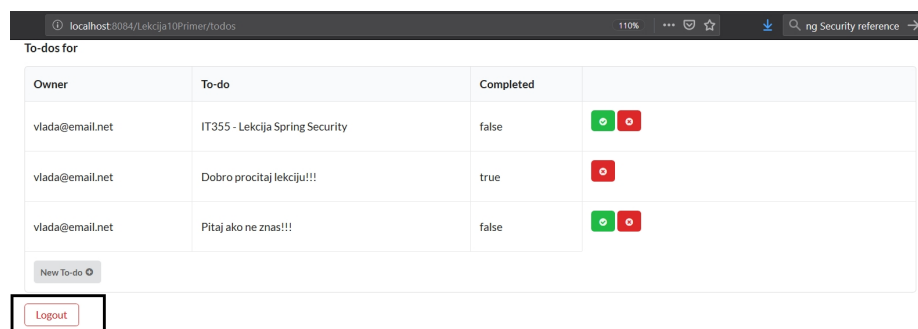 localhost:8084/Lekcija10Primer/todos 110% ng Security reference
To-dos for
Owner To-do Completed
vlada@email.net IT355 - Lekcija Spring Security false
vlada@email.net Dobro procitaj lekciju!!! true
vlada@email.net Pitaj ako ne znas!!! false
New To-do
Logout